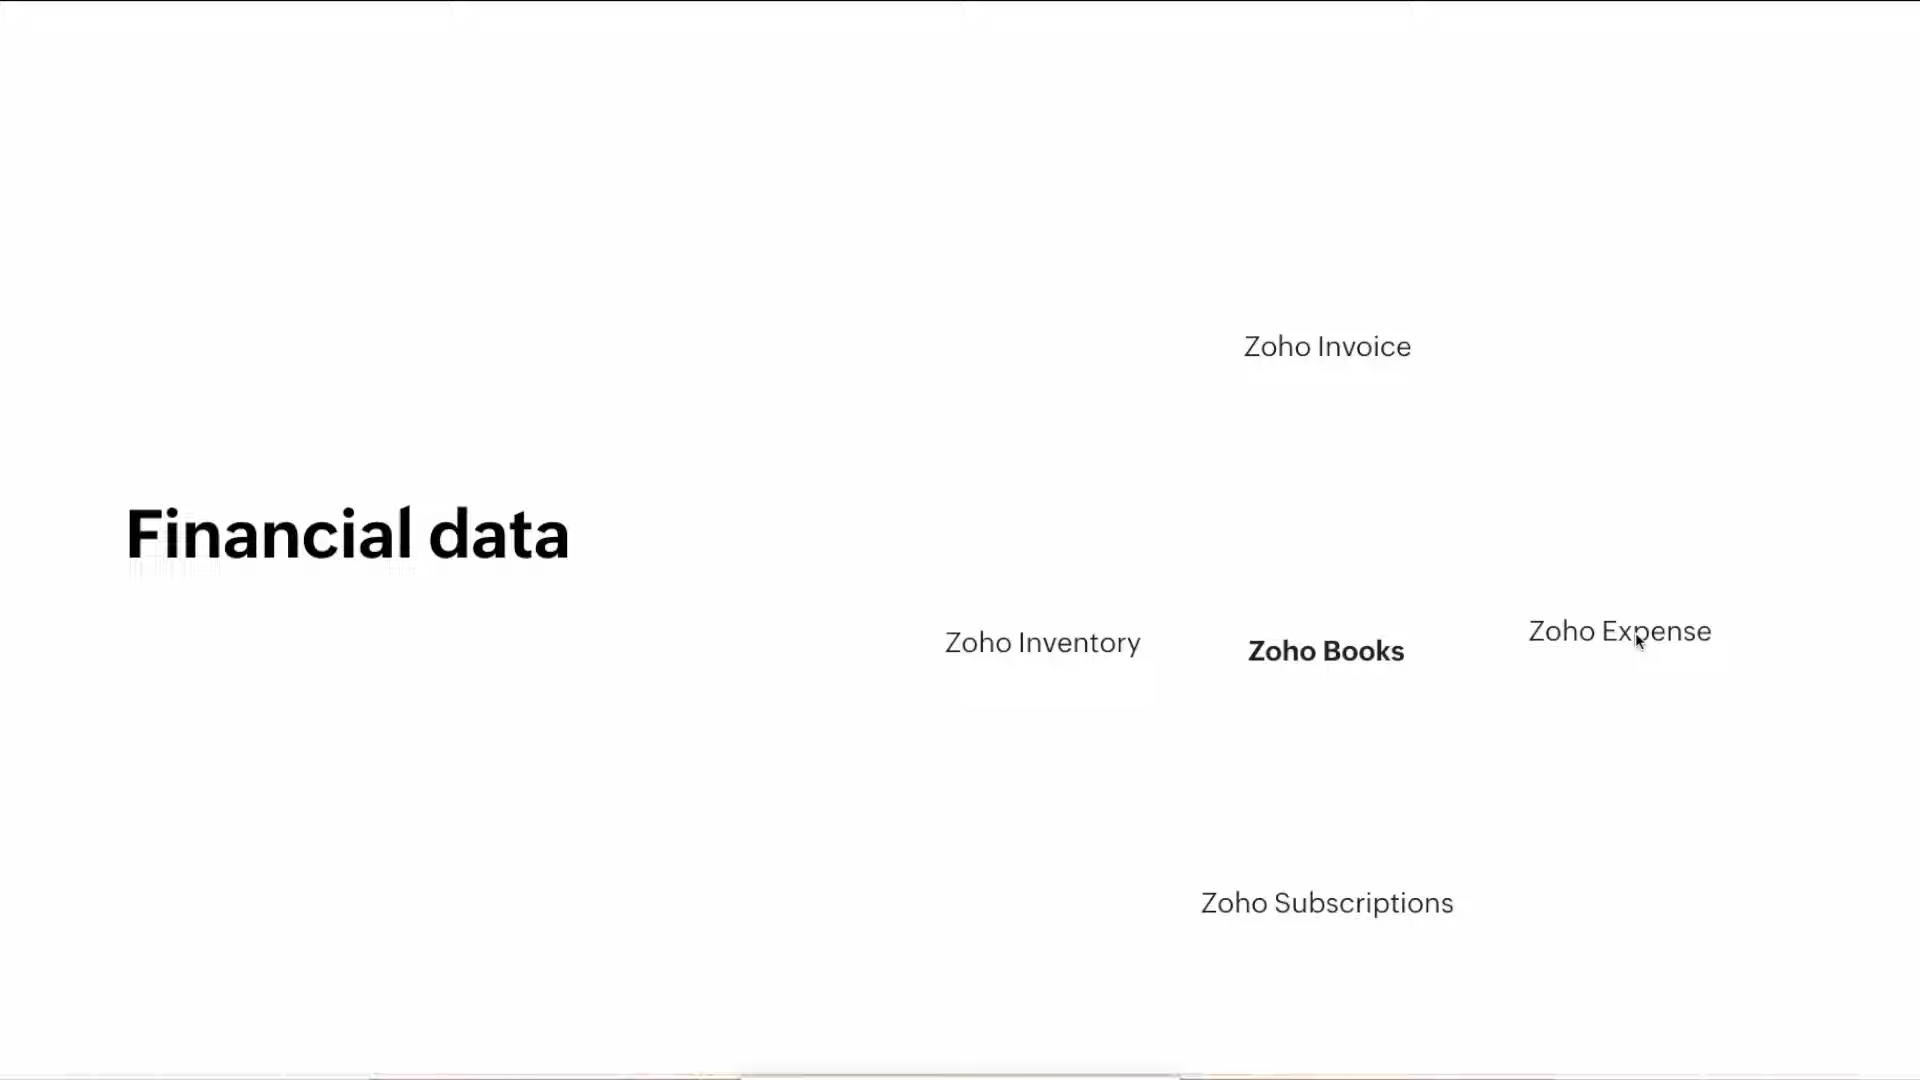 Financial data
Zoho Invoice
Zoho Inventory
Zoho Books
Zoho Expense
Zoho Subscriptions